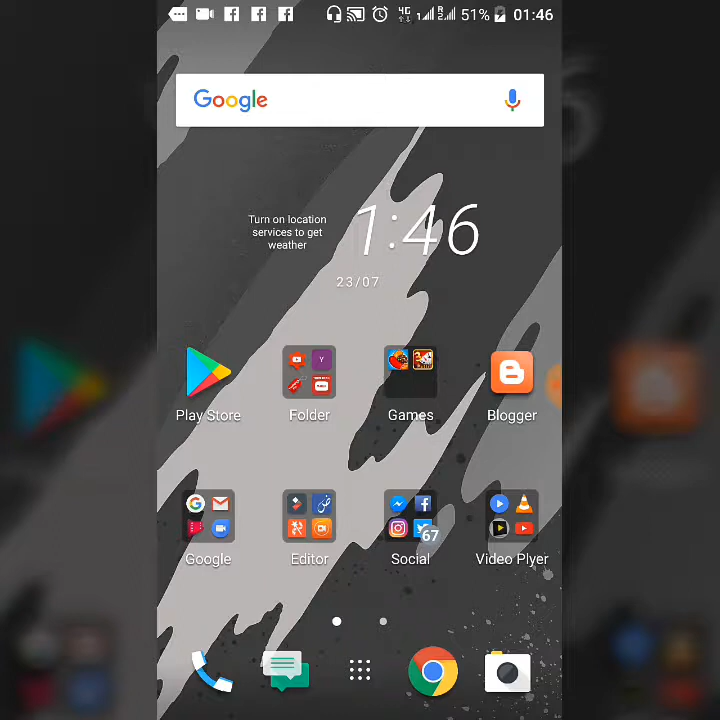 4G
R
51%
01:46
Google
Turn on location
services to get
weather
1:46
23/07
Play Store
Folder
Games
Blogger
67
Google
Editor
Social
Video Plyer